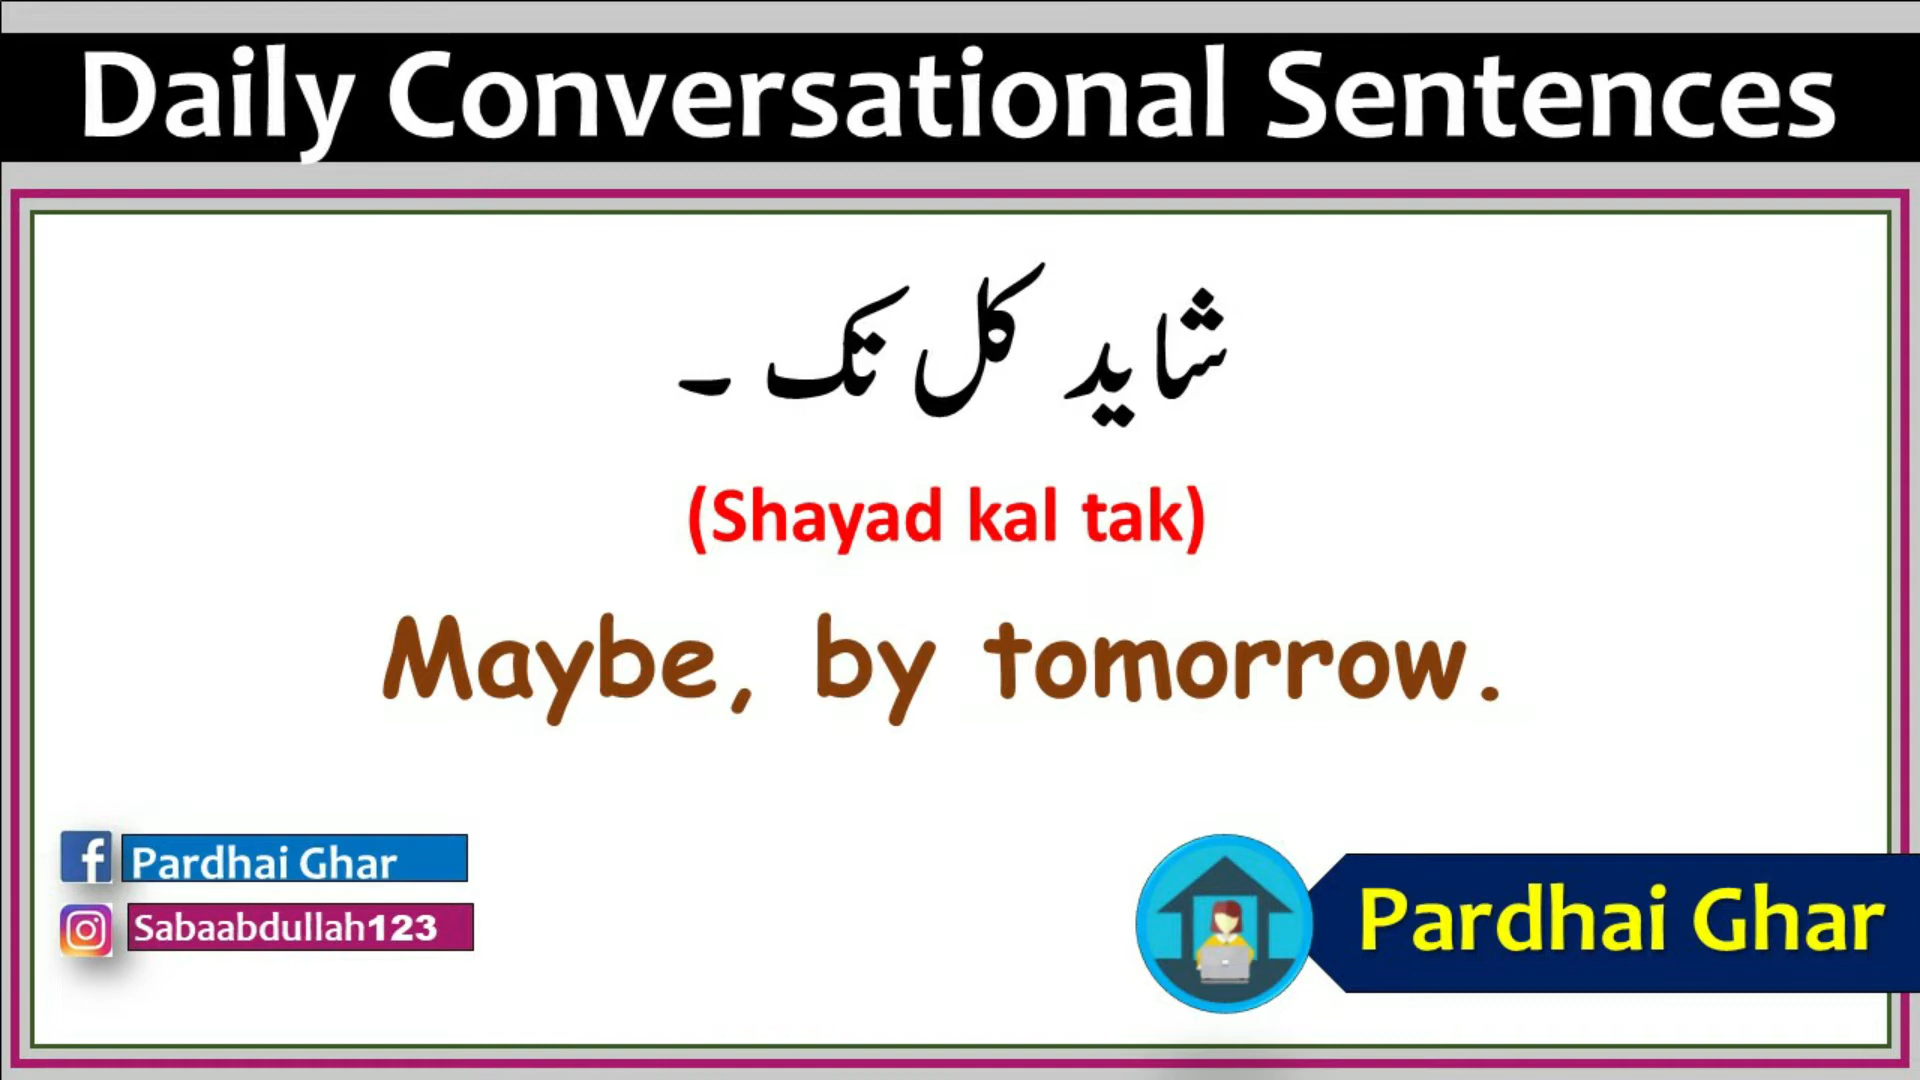 Daily Conversational Sentences
شاید کل تک ۔
(Shayad kal tak)
Maybe, by tomorrow.
Pardhai Ghar
Sabaabdullah123
Pardhai Ghar